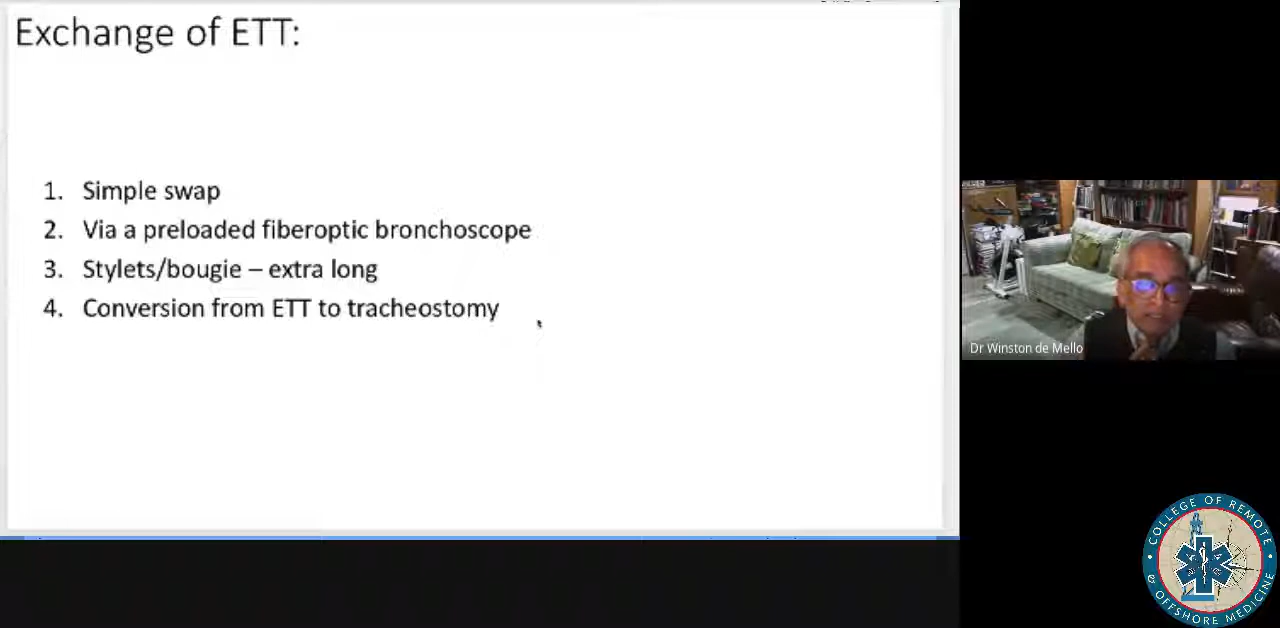 Exchange of ETT:
1. Simple swap
2. Via a preloaded fiberoptic bronchoscope
3. Stylets/bougie – extra long
4. Conversion from ETT to tracheostomy
Dr Winston de Mello
COLLEGE OF REMOTE
& OFFSHORE MEDICINE